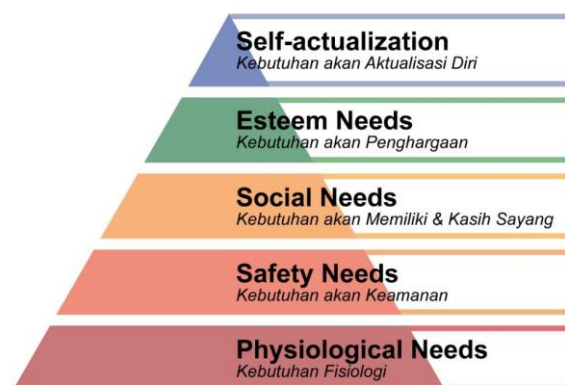 Self-actualization
Kebutuhan akan Aktualisasi Diri
Esteem Needs
Kebutuhan akan Penghargaan
Social Needs
Kebutuhan akan Memiliki & Kasih Sayang
Safety Needs
Kebutuhan akan Keamanan
Physiological Needs
Kebutuhan Fisiologi